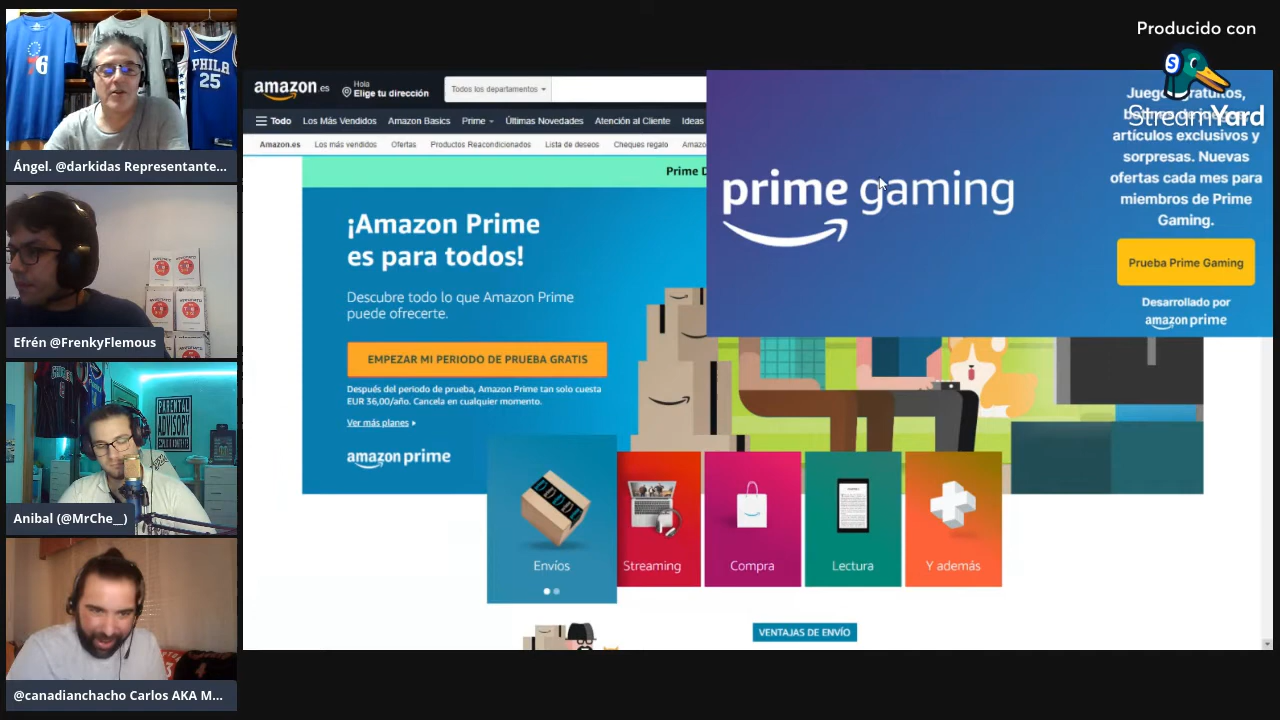 76
PHILA
25
Ángel. @darkidas Representante...
Efrén @FrenkyFlemous
PARENTAL
ADVISORY
Anibal (@MrChe__)
@canadianchacho Carlos AKA M...
Producido con
StreamYard
amazon.es
Hola
Elige tu dirección
Todos los departamentos
Todo
Los Más Vendidos
Amazon Basics
Prime
Últimas Novedades
Atención al Cliente
Ideas
Amazon.es
Los más vendidos
Ofertas
Productos Reacondicionados
Lista de deseos
Cheques regalo
Amazo
Prime D
¡Amazon Prime
es para todos!
Descubre todo lo que Amazon Prime
puede ofrecerte.
EMPEZAR MI PERIODO DE PRUEBA GRATIS
Después del periodo de prueba, Amazon Prime tan solo cuesta
EUR 36,00/año. Cancela en cualquier momento.
Ver más planes
amazon prime
prime gaming
artículos exclusivos y
sorpresas. Nuevas
ofertas cada mes para
miembros de Prime
Gaming.
Prueba Prime Gaming
Desarrollado por
amazon prime
Envíos
Streaming
Compra
Lectura
Y además
VENTAJAS DE ENVÍO